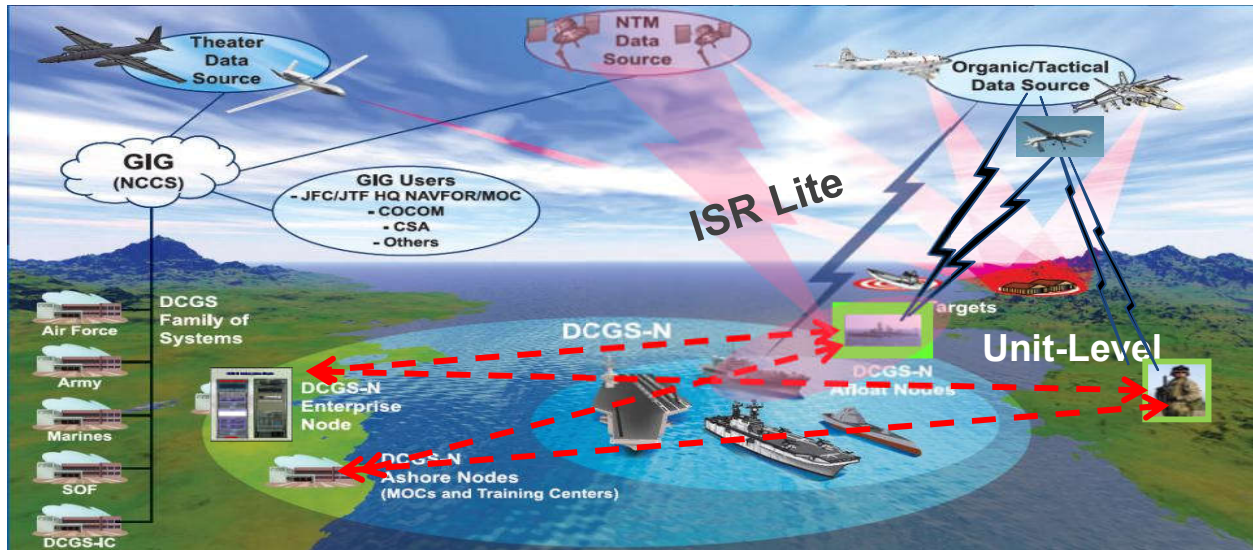 Theater
Data
Source
NTM
Data
Source
Organic/Tactical
Data Source
GIG
(NCCS)
GIG Users
- JFC/JTF HQ NAVFOR/MOC
- COCOM
- CSA
- Others
ISR Lite
DCGS
Family of
Systems
Air Force
Army
Marines
SOF
DCGS-IC
DCGS-N
Targets
Unit-Level
DCGS-N
Afloat Nodes
DCGS-N
Enterprise
Node
DCGS-N
Ashore Nodes
(MOCs and Training Centers)